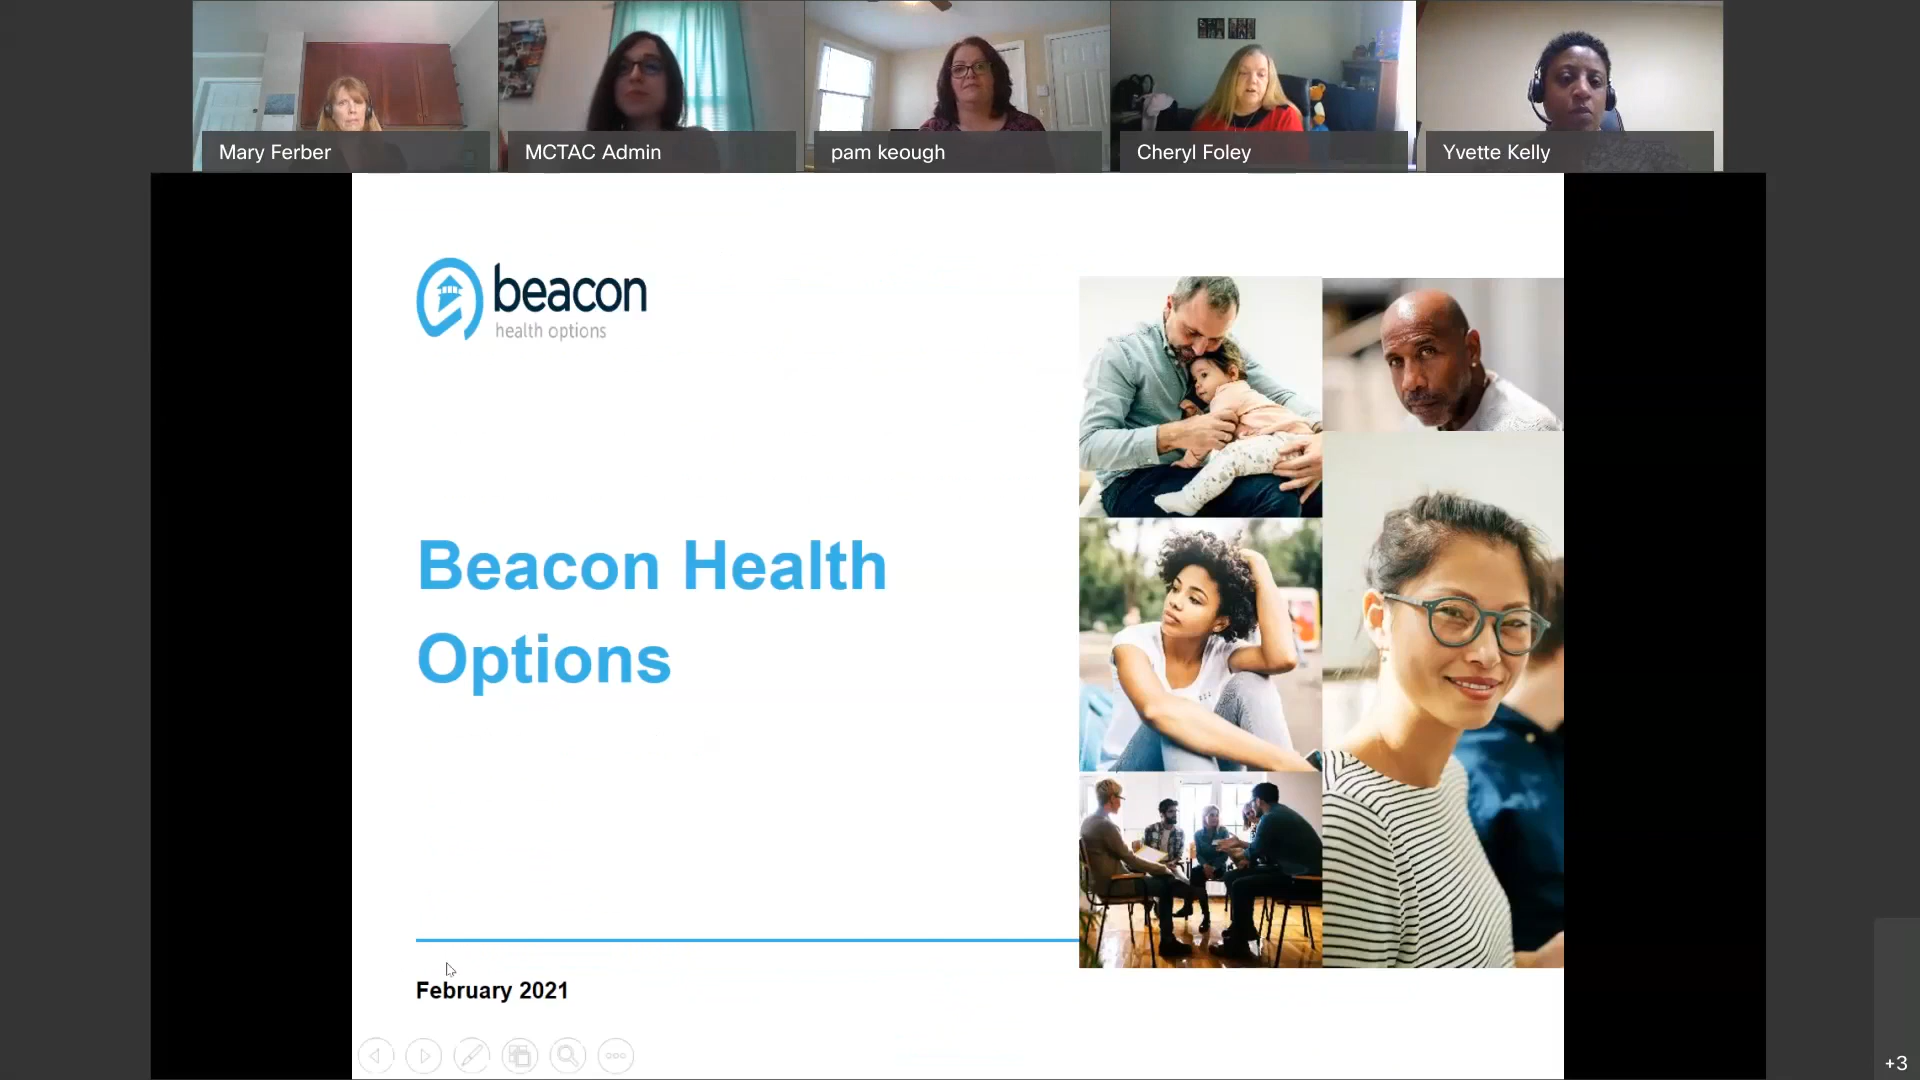 Mary Ferber
MCTAC Admin
pam keough
Cheryl Foley
Yvette Kelly
beacon
health options
Beacon Health
Options
February 2021
+3